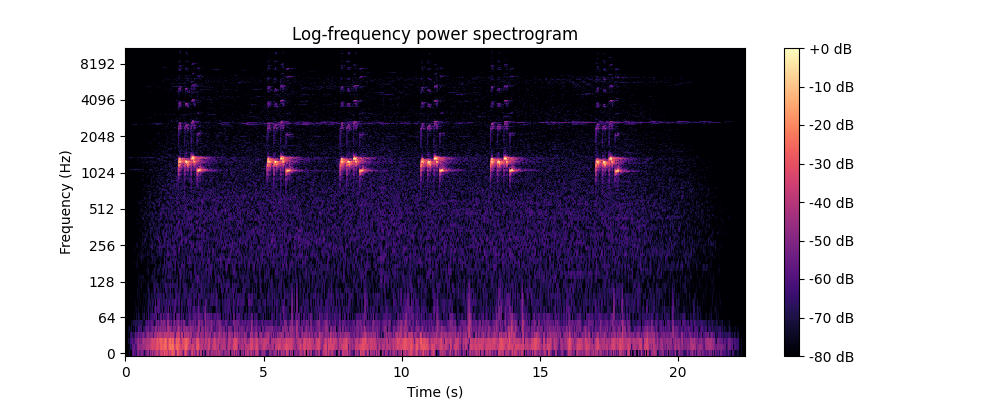 Log-frequency power spectrogram
Frequency (Hz)
8192
4096
2048
1024
512
256
128
64
0
0
5
10
15
20
Time (s)
+0 dB
-10 dB
-20 dB
-30 dB
-40 dB
-50 dB
-60 dB
-70 dB
-80 dB